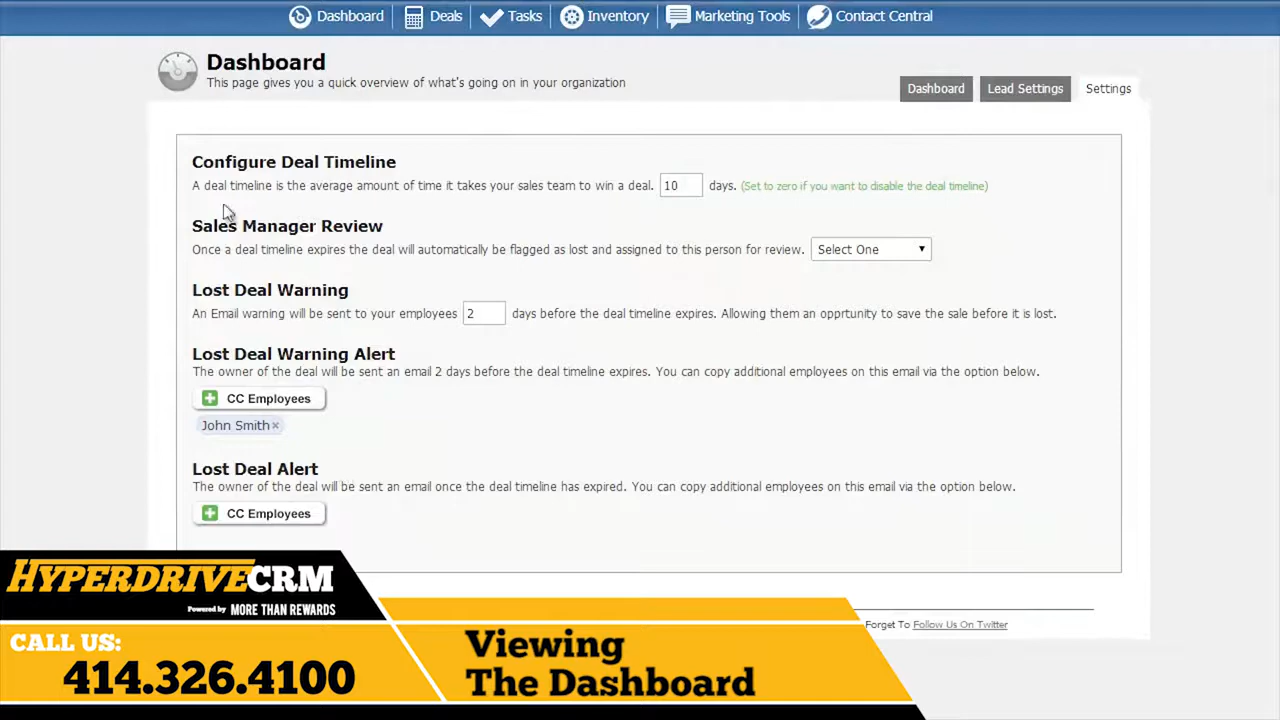 Dashboard Deals Tasks Inventory Marketing Tools Contact Central
Dashboard
This page gives you a quick overview of what's going on in your organization
Dashboard Lead Settings Settings
Configure Deal Timeline
A deal timeline is the average amount of time it takes your sales team to win a deal. 10 days. (Set to zero if you want to disable the deal timeline)
Sales Manager Review
Once a deal timeline expires the deal will automatically be flagged as lost and assigned to this person for review. Select One
Lost Deal Warning
An Email warning will be sent to your employees 2 days before the deal timeline expires. Allowing them an opprtunity to save the sale before it is lost.
Lost Deal Warning Alert
The owner of the deal will be sent an email 2 days before the deal timeline expires. You can copy additional employees on this email via the option below.
CC Employees
John Smith×
Lost Deal Alert
The owner of the deal will be sent an email once the deal timeline has expired. You can copy additional employees on this email via the option below.
CC Employees
HYPERDRIVECRM
Powered by MORE THAN REWARDS
Forget To Follow Us On Twitter
CALL US:
414.326.4100
Viewing
The Dashboard